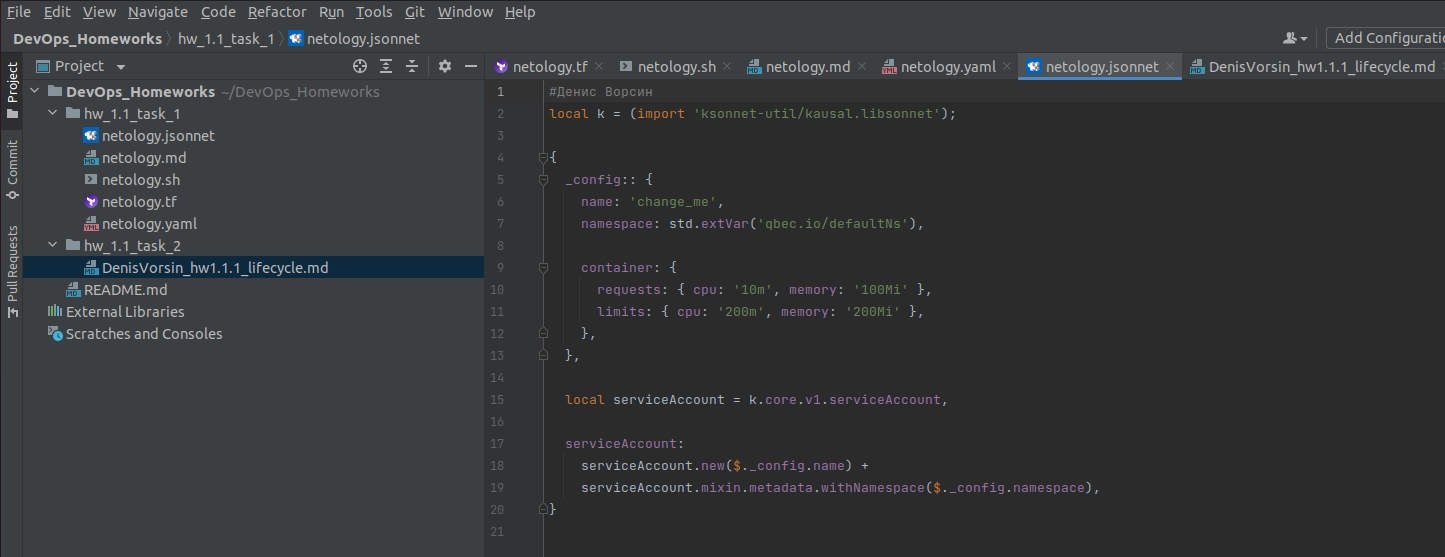 File Edit View Navigate Code Refactor Run Tools Git Window Help
DevOps_Homeworks hw_1.1_task_1 netology.jsonnet Add Configuratio
Project netology.tf netology.sh netology.md netology.yaml netology.jsonnet DenisVorsin_hw1.1.1_lifecycle.md
Project
Commit
Pull Requests
DevOps_Homeworks ~/DevOps_Homeworks
hw_1.1_task_1
netology.jsonnet
netology.md
netology.sh
netology.tf
netology.yaml
hw_1.1_task_2
DenisVorsin_hw1.1.1_lifecycle.md
README.md
External Libraries
Scratches and Consoles
1 #Денис Ворсин
2 local k = (import 'ksonnet-util/kausal.libsonnet');
3
4 {
5   _config:: {
6     name: 'change_me',
7     namespace: std.extVar('qbec.io/defaultNs'),
8
9     container: {
10       requests: { cpu: '10m', memory: '100Mi' },
11       limits: { cpu: '200m', memory: '200Mi' },
12     },
13   },
14
15   local serviceAccount = k.core.v1.serviceAccount,
16
17   serviceAccount:
18     serviceAccount.new($._config.name) +
19     serviceAccount.mixin.metadata.withNamespace($._config.namespace),
20 }
21